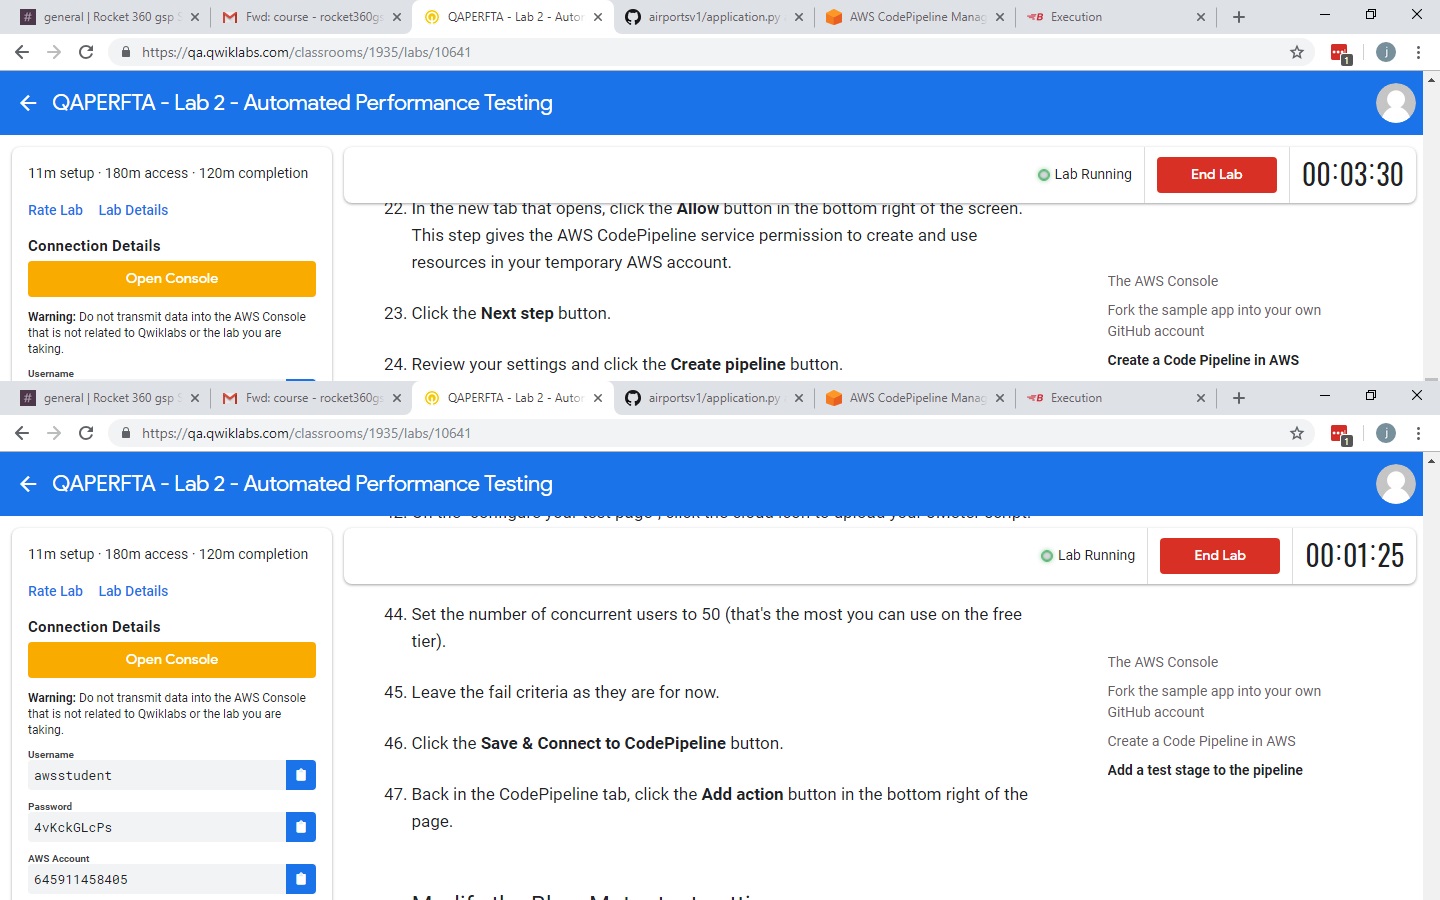 general | Rocket 360 gsp
Fwd: course - rocket360gs
QAPERFTA - Lab 2 - Autor
airportsv1/application.py
AWS CodePipeline Manag
Execution
https://qa.qwiklabs.com/classrooms/1935/labs/10641
1
j
QAPERFTA - Lab 2 - Automated Performance Testing
11m setup · 180m access · 120m completion
Rate Lab Lab Details
Connection Details
Open Console
Warning: Do not transmit data into the AWS Console
that is not related to Qwiklabs or the lab you are
taking.
Username
Lab Running
End Lab
00:03:30
22. In the new tab that opens, click the Allow button in the bottom right of the screen.
This step gives the AWS CodePipeline service permission to create and use
resources in your temporary AWS account.
23. Click the Next step button.
24. Review your settings and click the Create pipeline button.
The AWS Console
Fork the sample app into your own
GitHub account
Create a Code Pipeline in AWS
general | Rocket 360 gsp
Fwd: course - rocket360gs
QAPERFTA - Lab 2 - Autor
airportsv1/application.py
AWS CodePipeline Manag
Execution
https://qa.qwiklabs.com/classrooms/1935/labs/10641
1
j
QAPERFTA - Lab 2 - Automated Performance Testing
11m setup · 180m access · 120m completion
Rate Lab Lab Details
Connection Details
Open Console
Warning: Do not transmit data into the AWS Console
that is not related to Qwiklabs or the lab you are
taking.
Username
awsstudent
Password
4vKckGLcPs
AWS Account
645911458405
Lab Running
End Lab
00:01:25
44. Set the number of concurrent users to 50 (that's the most you can use on the free
tier).
45. Leave the fail criteria as they are for now.
46. Click the Save & Connect to CodePipeline button.
47. Back in the CodePipeline tab, click the Add action button in the bottom right of the
page.
The AWS Console
Fork the sample app into your own
GitHub account
Create a Code Pipeline in AWS
Add a test stage to the pipeline